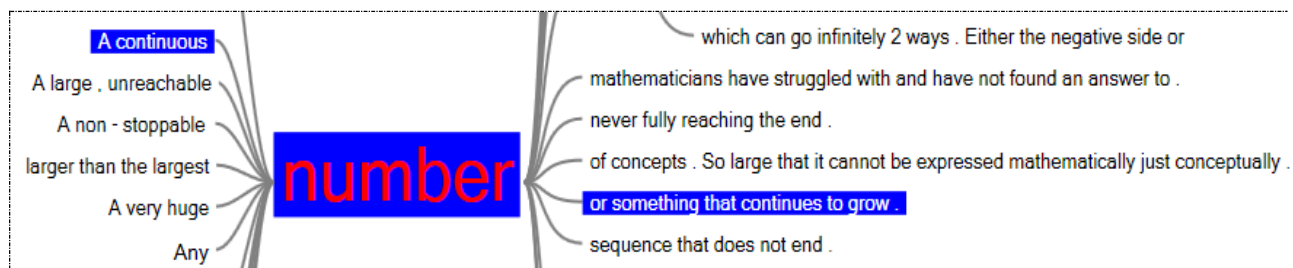 A continuous
A large , unreachable
A non - stoppable
larger than the largest
A very huge
Any
number
which can go infinitely 2 ways . Either the negative side or
mathematicians have struggled with and have not found an answer to .
never fully reaching the end .
of concepts . So large that it cannot be expressed mathematically just conceptually .
or something that continues to grow .
sequence that does not end .